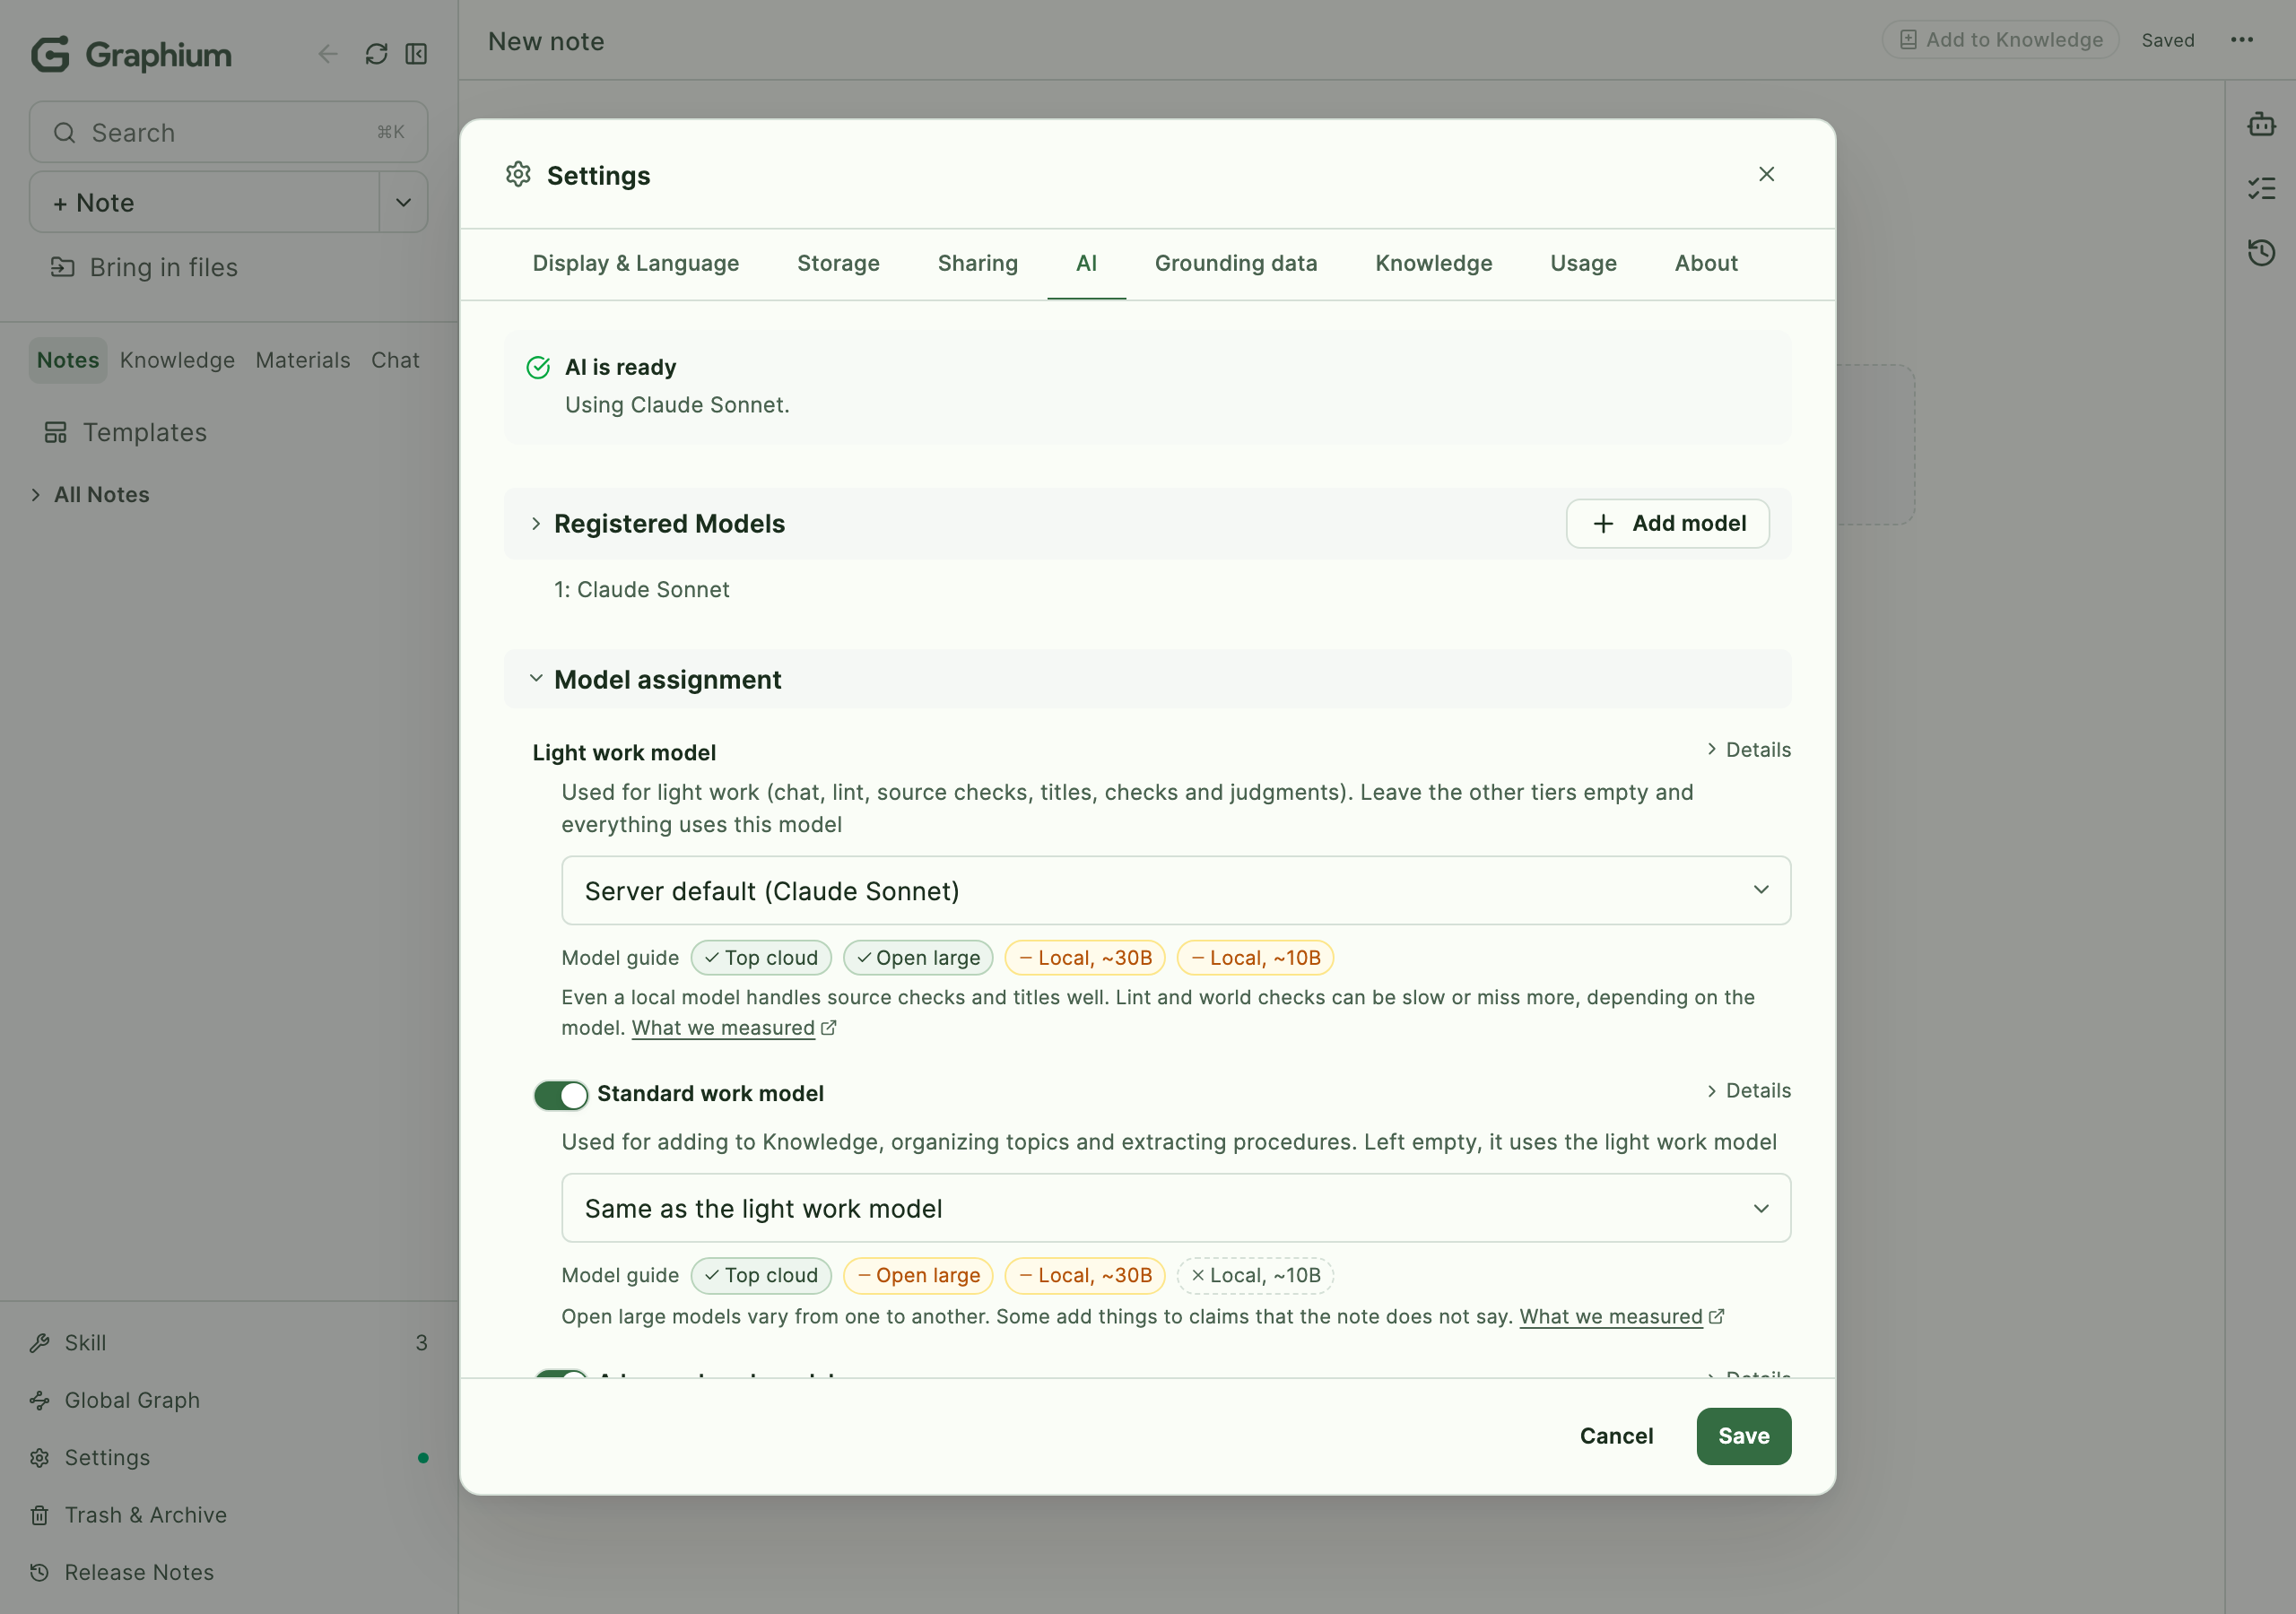 Graphium
Search ⌘K
+ Note
Bring in files
Notes Knowledge Materials Chat
Templates
All Notes
Skill 3
Global Graph
Settings
Trash & Archive
Release Notes
New note
Add to Knowledge Saved
Settings
Display & Language Storage Sharing AI Grounding data Knowledge Usage About
AI is ready
Using Claude Sonnet.
Registered Models
+ Add model
1: Claude Sonnet
Model assignment
Light work model
Details
Used for light work (chat, lint, source checks, titles, checks and judgments). Leave the other tiers empty and
everything uses this model
Server default (Claude Sonnet)
Model guide ✓ Top cloud ✓ Open large – Local, ~30B – Local, ~10B
Even a local model handles source checks and titles well. Lint and world checks can be slow or miss more, depending on the
model. What we measured
Standard work model
Details
Used for adding to Knowledge, organizing topics and extracting procedures. Left empty, it uses the light work model
Same as the light work model
Model guide ✓ Top cloud – Open large – Local, ~30B × Local, ~10B
Open large models vary from one to another. Some add things to claims that the note does not say. What we measured
Details
Cancel
Save